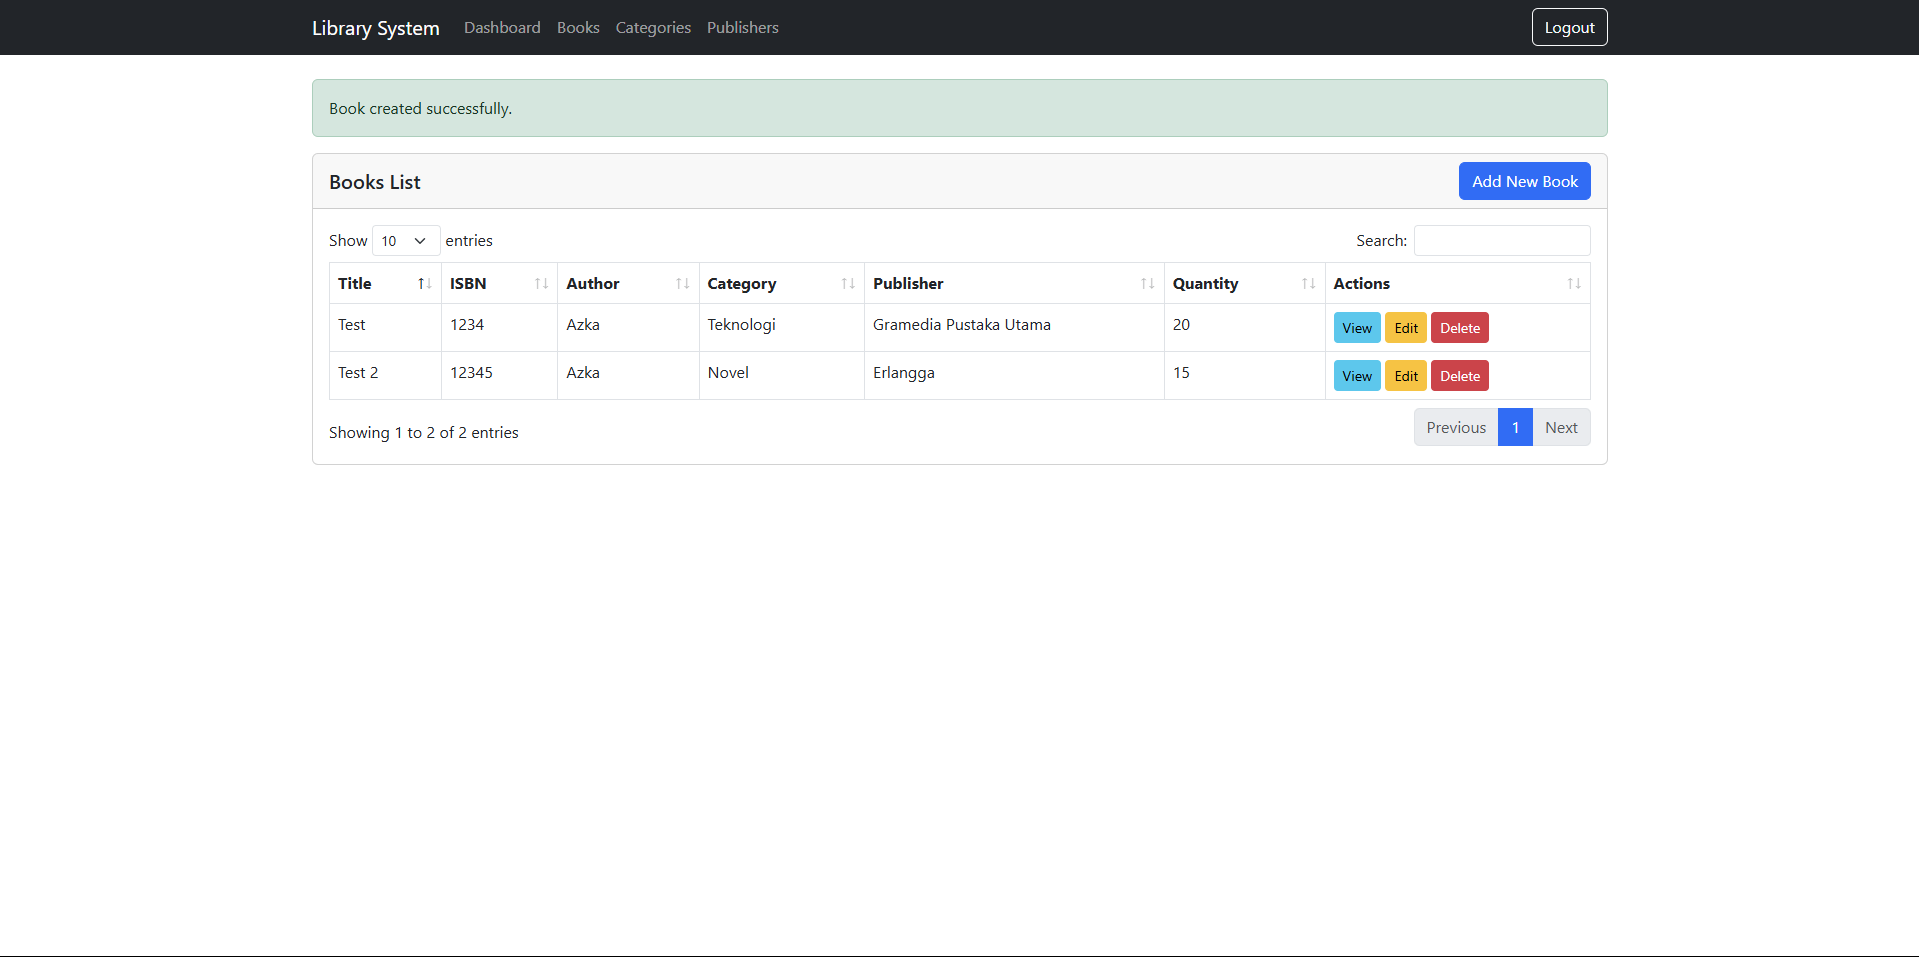 Library System Dashboard Books Categories Publishers Logout
Book created successfully.
Books List Add New Book
Show 10 entries Search:
Title ISBN Author Category Publisher Quantity Actions
Test 1234 Azka Teknologi Gramedia Pustaka Utama 20 View Edit Delete
Test 2 12345 Azka Novel Erlangga 15 View Edit Delete
Showing 1 to 2 of 2 entries Previous 1 Next